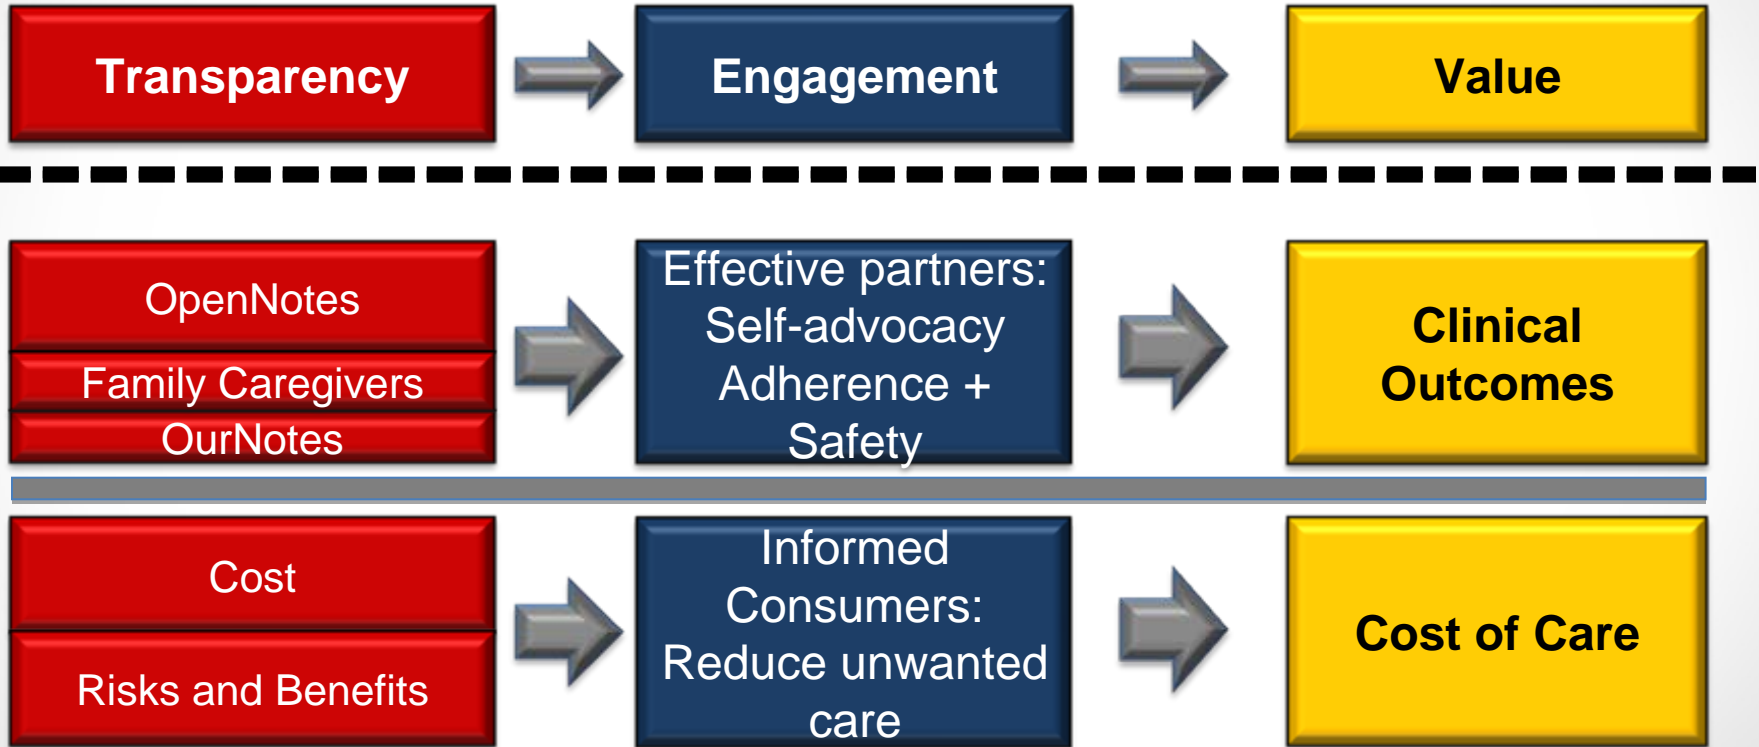 Transparency
Engagement
Value
OpenNotes
Family Caregivers
OurNotes
Effective partners:
Self-advocacy
Adherence +
Safety
Clinical
Outcomes
Cost
Risks and Benefits
Informed
Consumers:
Reduce unwanted
care
Cost of Care